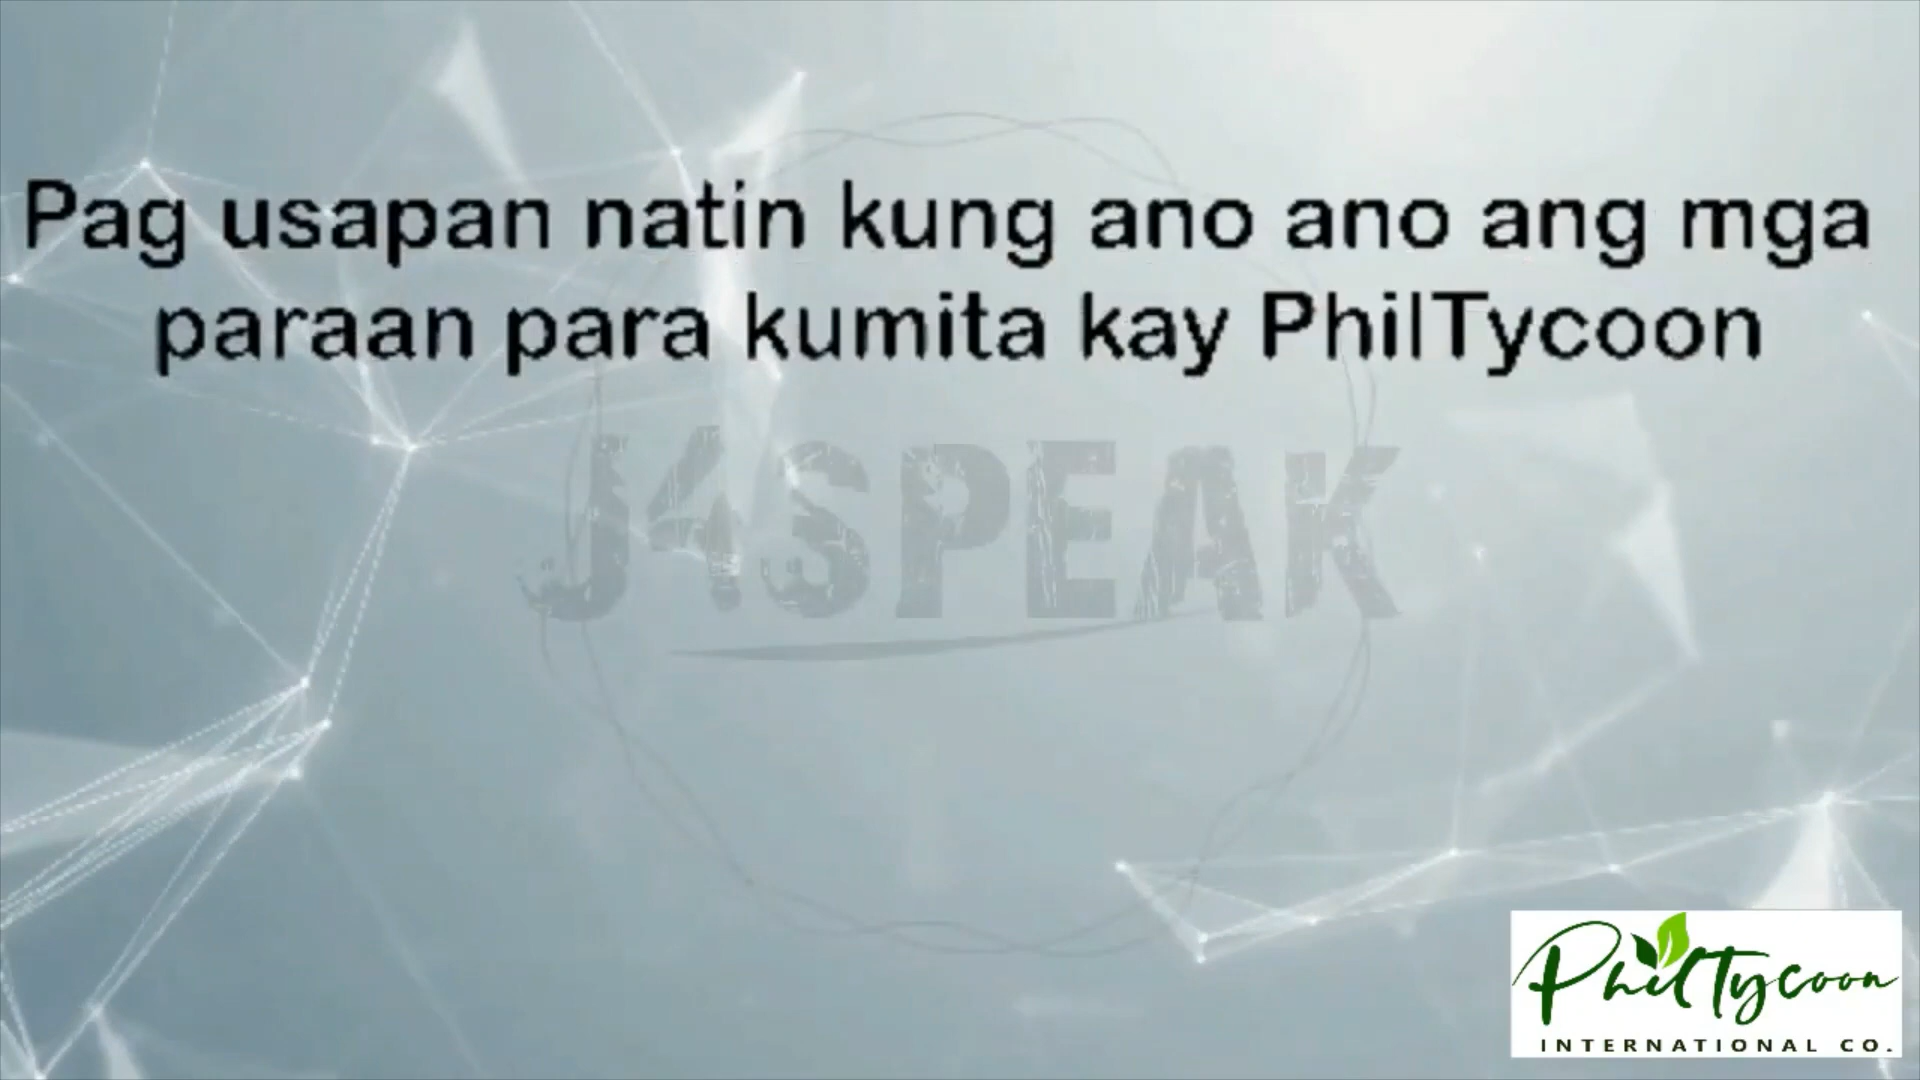 Pag usapan natin kung ano ano ang mga
paraan para kumita kay PhilTycoon
J4SPEAK
PhilTycoon
INTERNATIONAL CO.